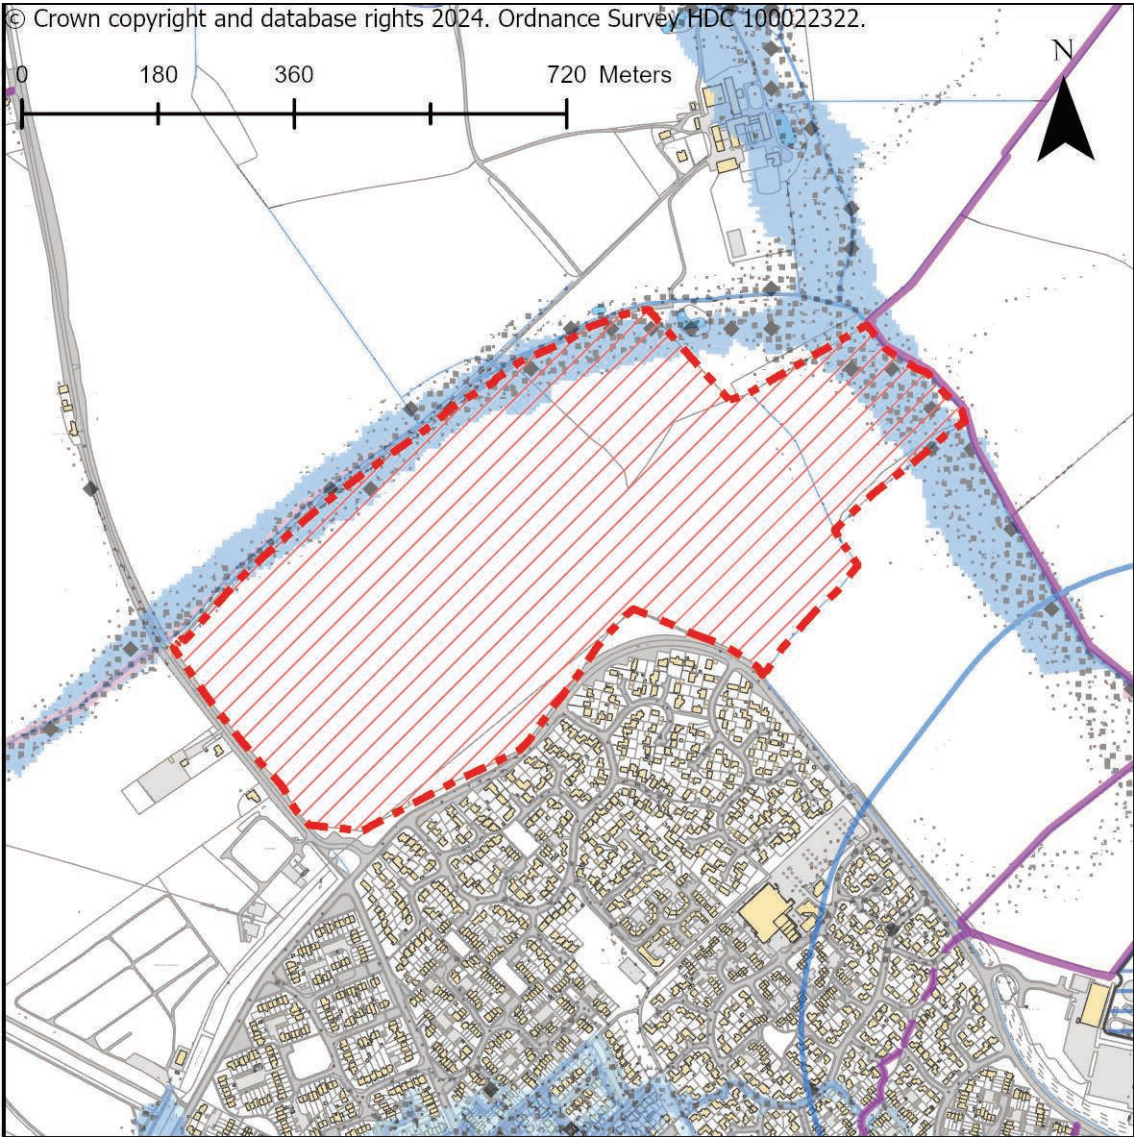 © Crown copyright and database rights 2024. Ordnance Survey HDC 100022322.
N
0 180 360 720 Meters